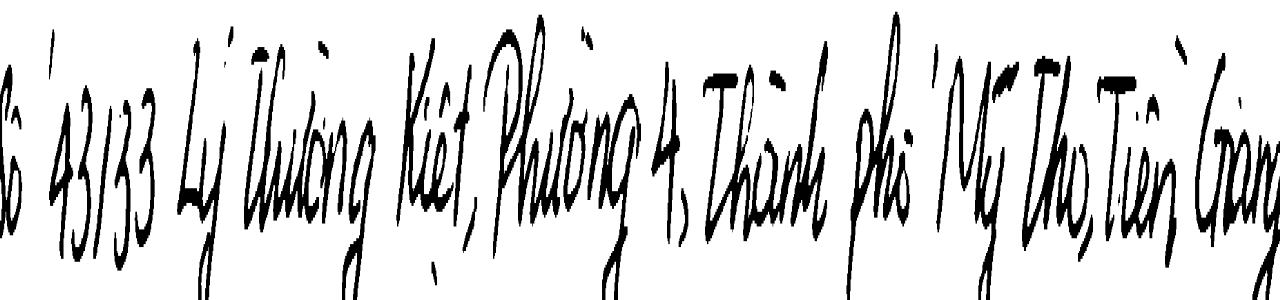 Số 43/33 Lý Thường Kiệt, Phường 4, Thành phố Mỹ Tho, Tiền Giang